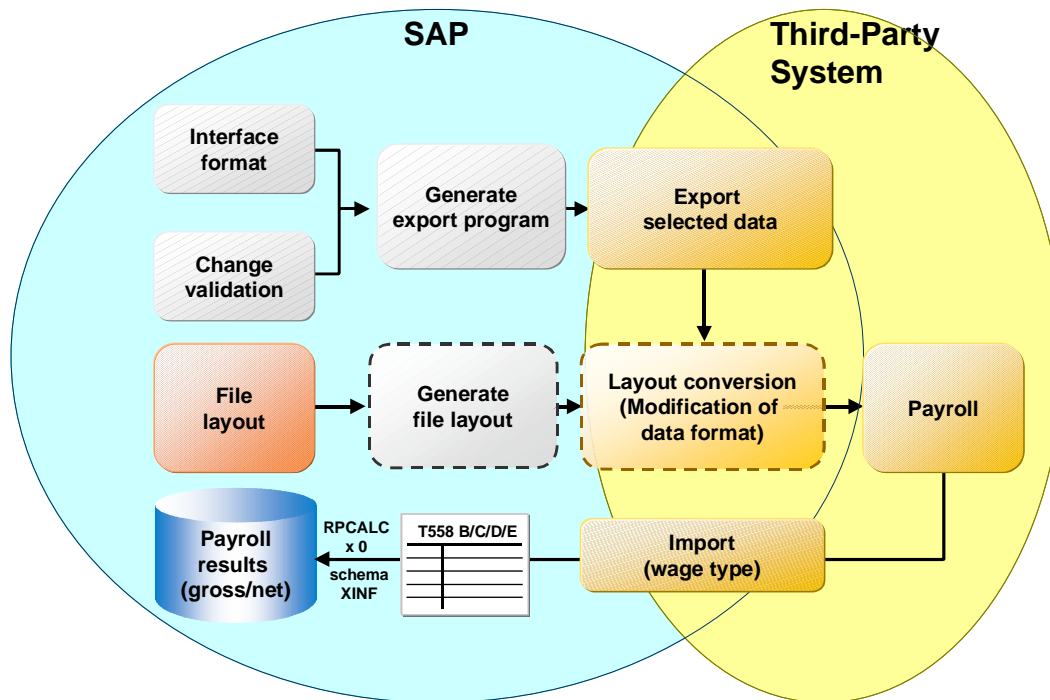 SAP
Third-Party
System
Interface
format
Generate
export program
Export
selected data
Change
validation
File
layout
Generate
file layout
Layout conversion
(Modification of
data format)
Payroll
Payroll
results
(gross/net)
RPCALC
x 0
schema
XINF
T558 B/C/D/E
Import
(wage type)